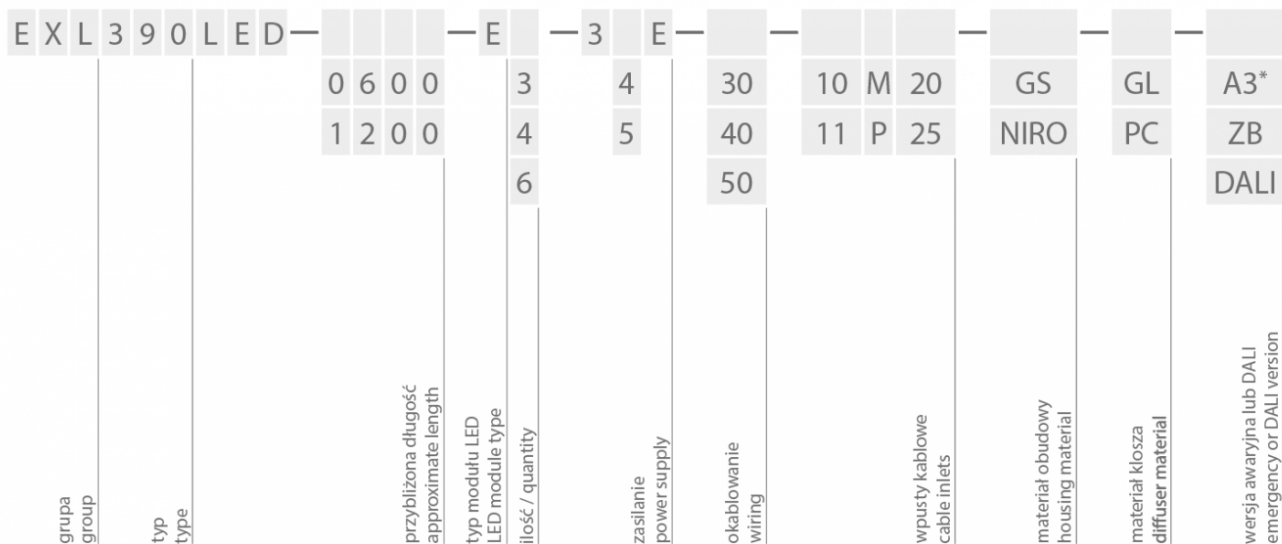 EXL390LED— —E —3 E— — — — —
0600 3 4 30 10 M 20 GS GL A3*
1200 4 5 40 11 P 25 NIRO PC ZB
6 50 DALI
grupa
group
typ
type
przybliżona długość
approximate length
typ modułu LED
LED module type
ilość / quantity
zasilanie
power supply
okablowanie
wiring
wpusty kablowe
cable inlets
materiał obudowy
housing material
materiał klosza
diffuser material
wersja awaryjna lub DALI
emergency or DALI version